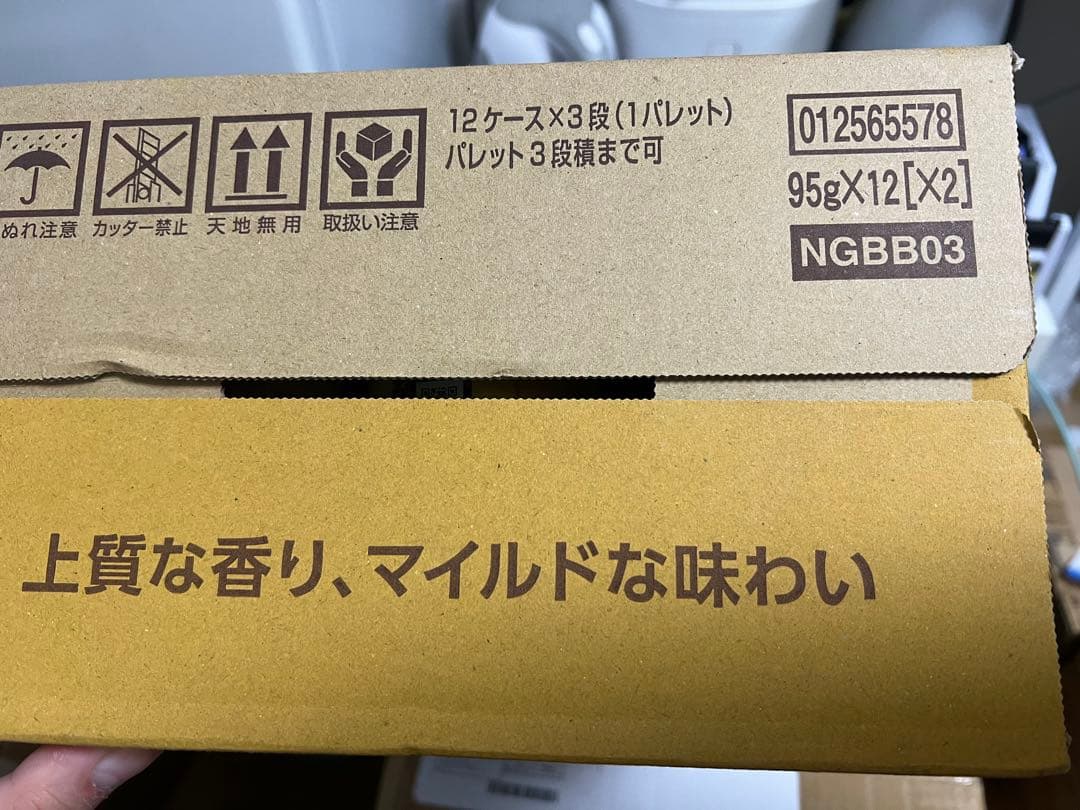 12ケース×3段(1パレット)
パレット3段積まで可
ぬれ注意
カッター禁止
天地無用
取扱い注意
012565578
95g×12[×2]
NGBB03
上質な香り、マイルドな味わい